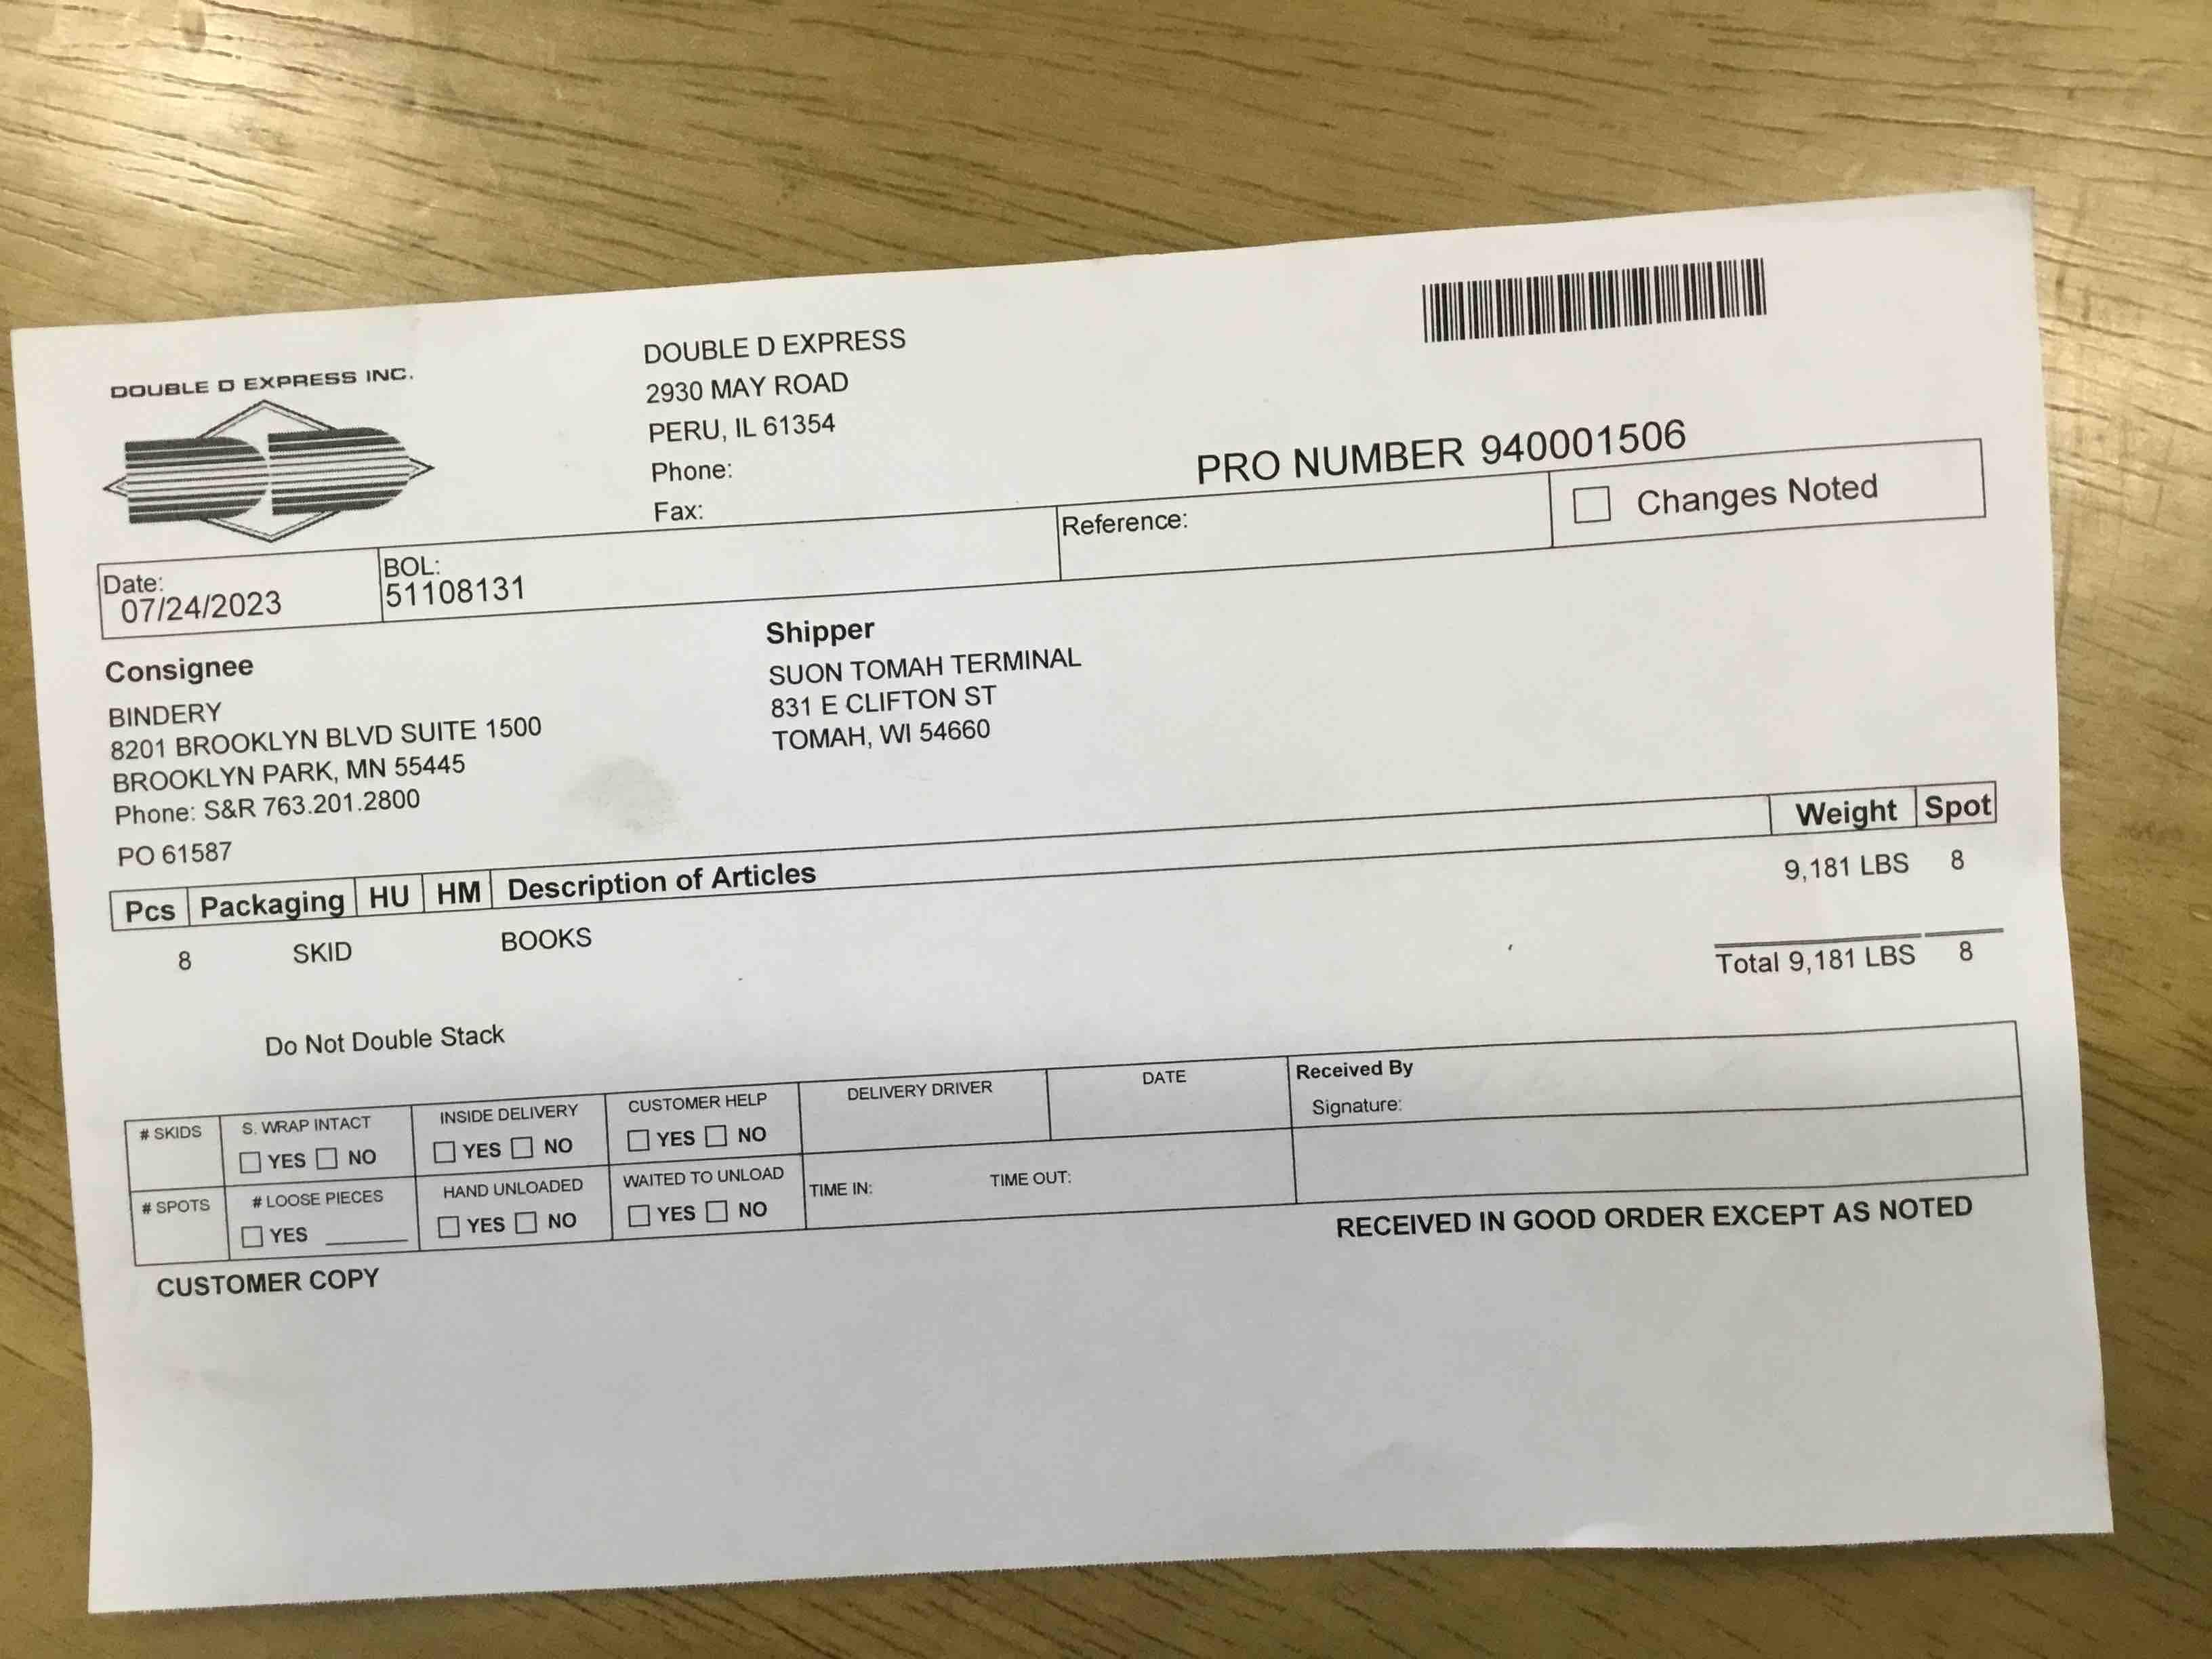 DOUBLE D EXPRESS INC.
DOUBLE D EXPRESS
2930 MAY ROAD
PERU, IL 61354
Phone:
Fax:
PRO NUMBER 940001506
Date:
07/24/2023
BOL:
51108131
Reference:
Changes Noted
Consignee
BINDERY
8201 BROOKLYN BLVD SUITE 1500
BROOKLYN PARK, MN 55445
Phone: S&R 763.201.2800
PO 61587
Shipper
SUON TOMAH TERMINAL
831 E CLIFTON ST
TOMAH, WI 54660
Pcs Packaging HU HM Description of Articles Weight Spot
8 SKID BOOKS 9,181 LBS 8
Total 9,181 LBS 8
Do Not Double Stack
# SKIDS
S. WRAP INTACT
YES NO
INSIDE DELIVERY
YES NO
CUSTOMER HELP
YES NO
DELIVERY DRIVER
DATE
Received By
Signature:
# SPOTS
# LOOSE PIECES
YES
HAND UNLOADED
YES NO
WAITED TO UNLOAD
YES NO
TIME IN: TIME OUT:
RECEIVED IN GOOD ORDER EXCEPT AS NOTED
CUSTOMER COPY